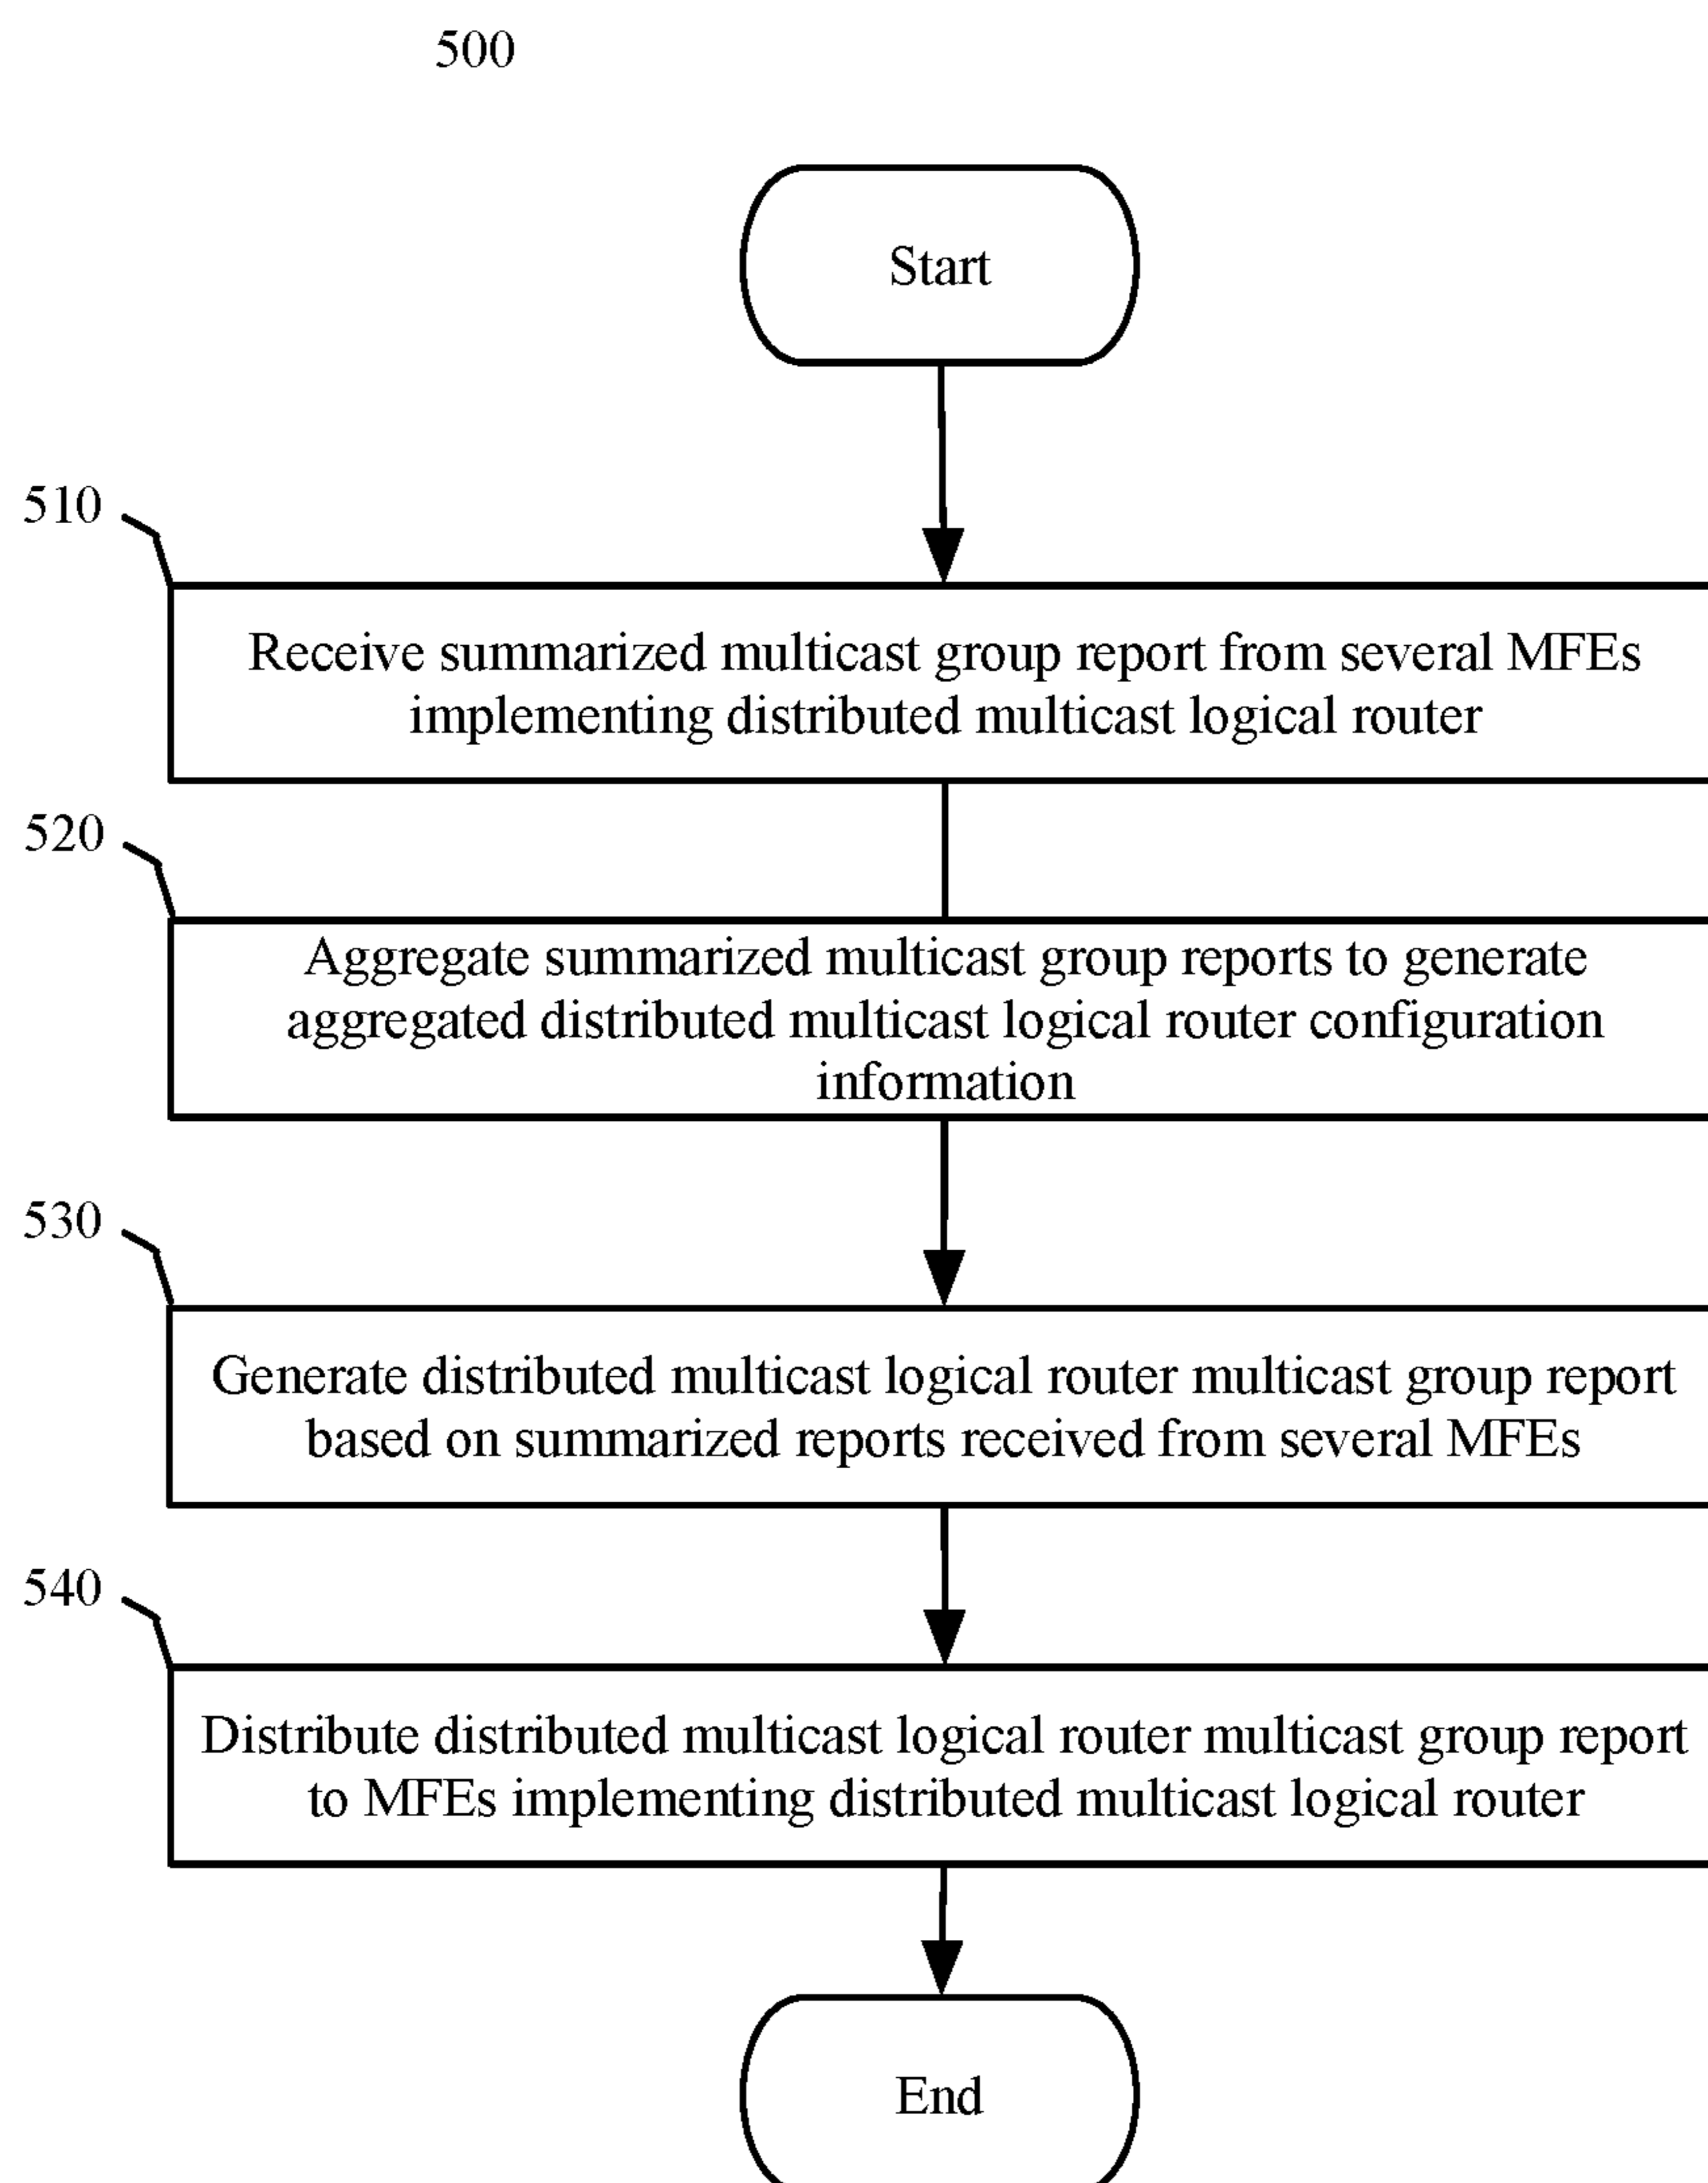 500
Start
510
Receive summarized multicast group report from several MFEs
implementing distributed multicast logical router
520
Aggregate summarized multicast group reports to generate
aggregated distributed multicast logical router configuration
information
530
Generate distributed multicast logical router multicast group report
based on summarized reports received from several MFEs
540
Distribute distributed multicast logical router multicast group report
to MFEs implementing distributed multicast logical router
End